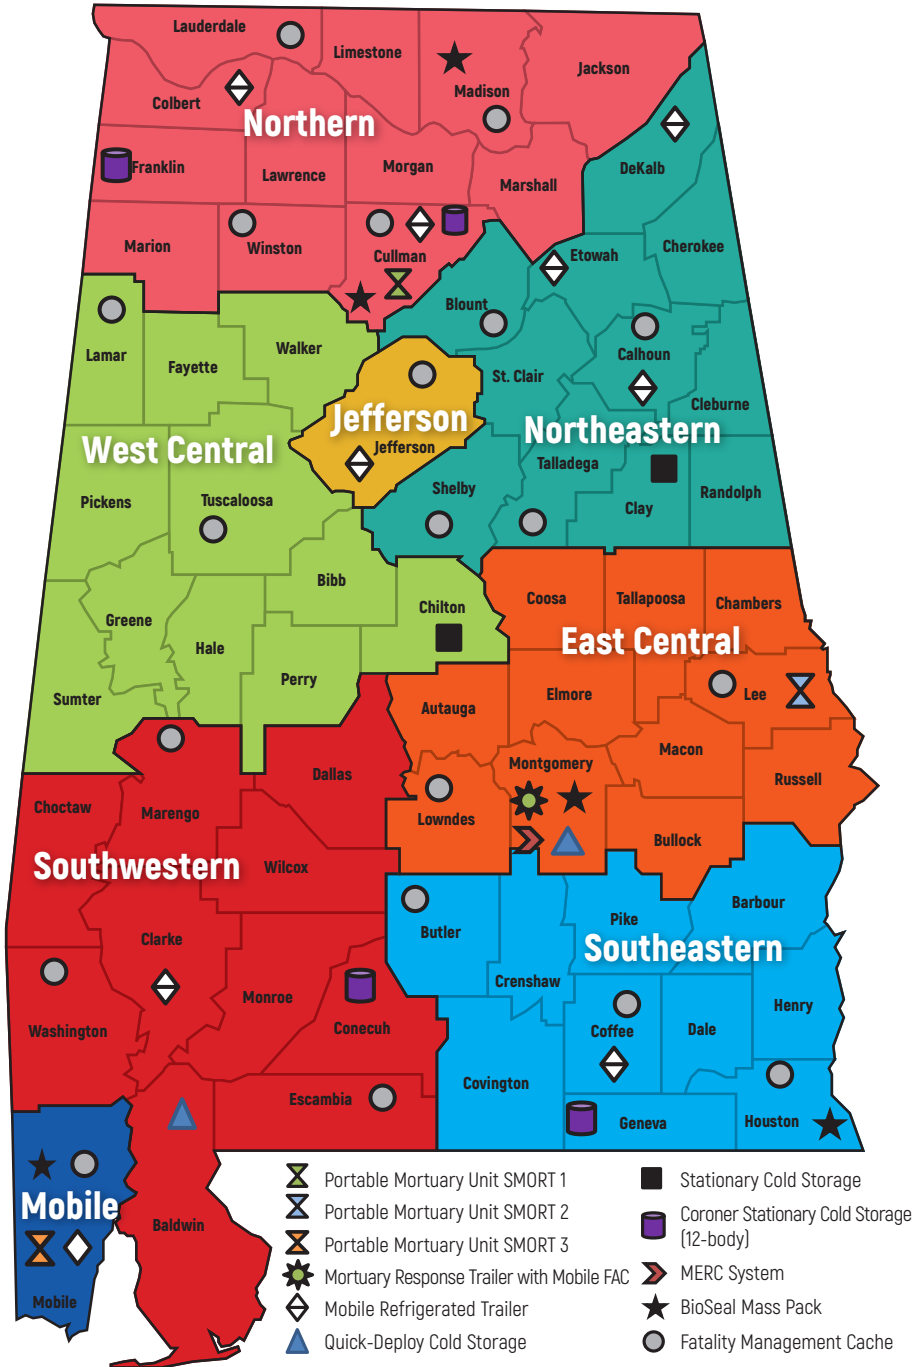 Lauderdale
Limestone
Madison
Jackson
Colbert
Northern
Franklin
Lawrence
Morgan
Marshall
DeKalb
Marion
Winston
Cullman
Etowah
Cherokee
Blount
Lamar
Fayette
Walker
St. Clair
Calhoun
Cleburne
Jefferson
Jefferson
Northeastern
West Central
Talladega
Shelby
Clay
Randolph
Pickens
Tuscaloosa
Bibb
Chilton
Coosa
Tallapoosa
Chambers
Greene
Hale
East Central
Perry
Sumter
Autauga
Elmore
Lee
Macon
Dallas
Montgomery
Russell
Choctaw
Marengo
Lowndes
Bullock
Southwestern
Wilcox
Barbour
Butler
Pike
Clarke
Southeastern
Crenshaw
Monroe
Henry
Washington
Conecuh
Coffee
Dale
Covington
Escambia
Geneva
Houston
Mobile
Baldwin
Mobile
Portable Mortuary Unit SMORT 1
Portable Mortuary Unit SMORT 2
Portable Mortuary Unit SMORT 3
Mortuary Response Trailer with Mobile FAC
Mobile Refrigerated Trailer
Quick-Deploy Cold Storage
Stationary Cold Storage
Coroner Stationary Cold Storage
(12-body)
MERC System
BioSeal Mass Pack
Fatality Management Cache